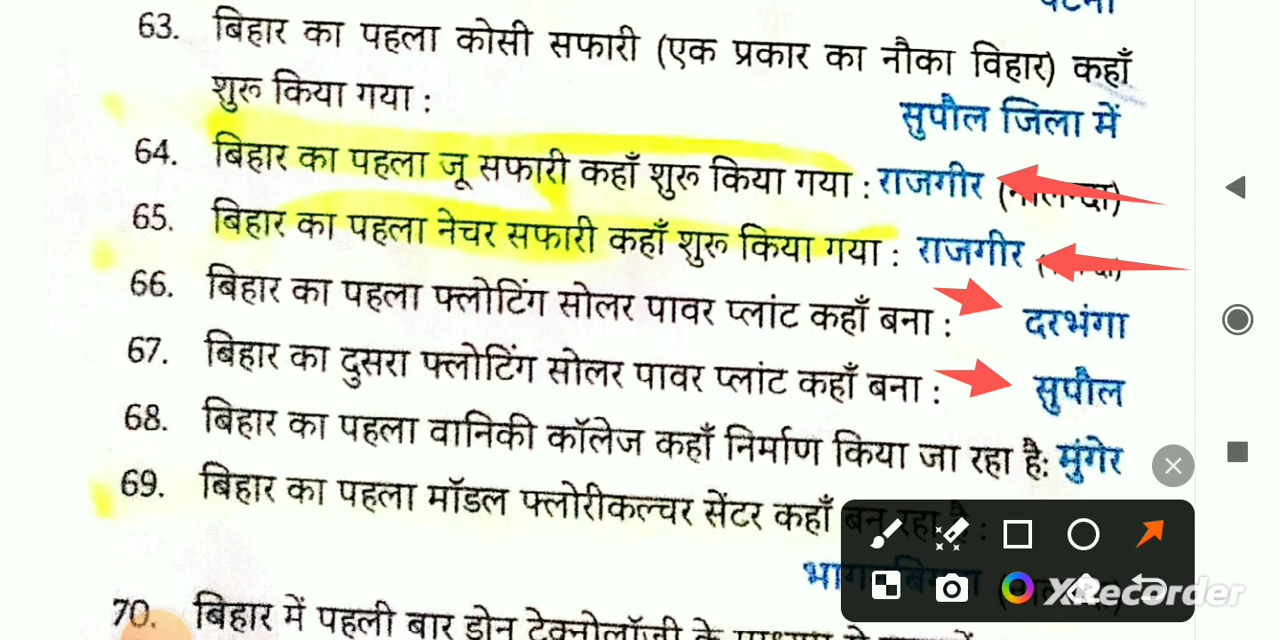 63. बिहार का पहला कोसी सफारी (एक प्रकार का नौका विहार) कहाँ
शुरू किया गया :
सुपौल जिला में
64. बिहार का पहला जू सफारी कहाँ शुरू किया गया : राजगीर
65. बिहार का पहला नेचर सफारी कहाँ शुरू किया गया : राजगीर
66. बिहार का पहला फ्लोटिंग सोलर पावर प्लांट कहाँ बना : दरभंगा
67. बिहार का दुसरा फ्लोटिंग सोलर पावर प्लांट कहाँ बना : सुपौल
68. बिहार का पहला वानिकी कॉलेज कहाँ निर्माण किया जा रहा है: मुंगेर
69. बिहार का पहला मॉडल फ्लोरीकल्चर सेंटर कहाँ बन रहा है :
70. बिहार में पहली बार ड्रोन टेक्नोलॉजी के
XRecorder